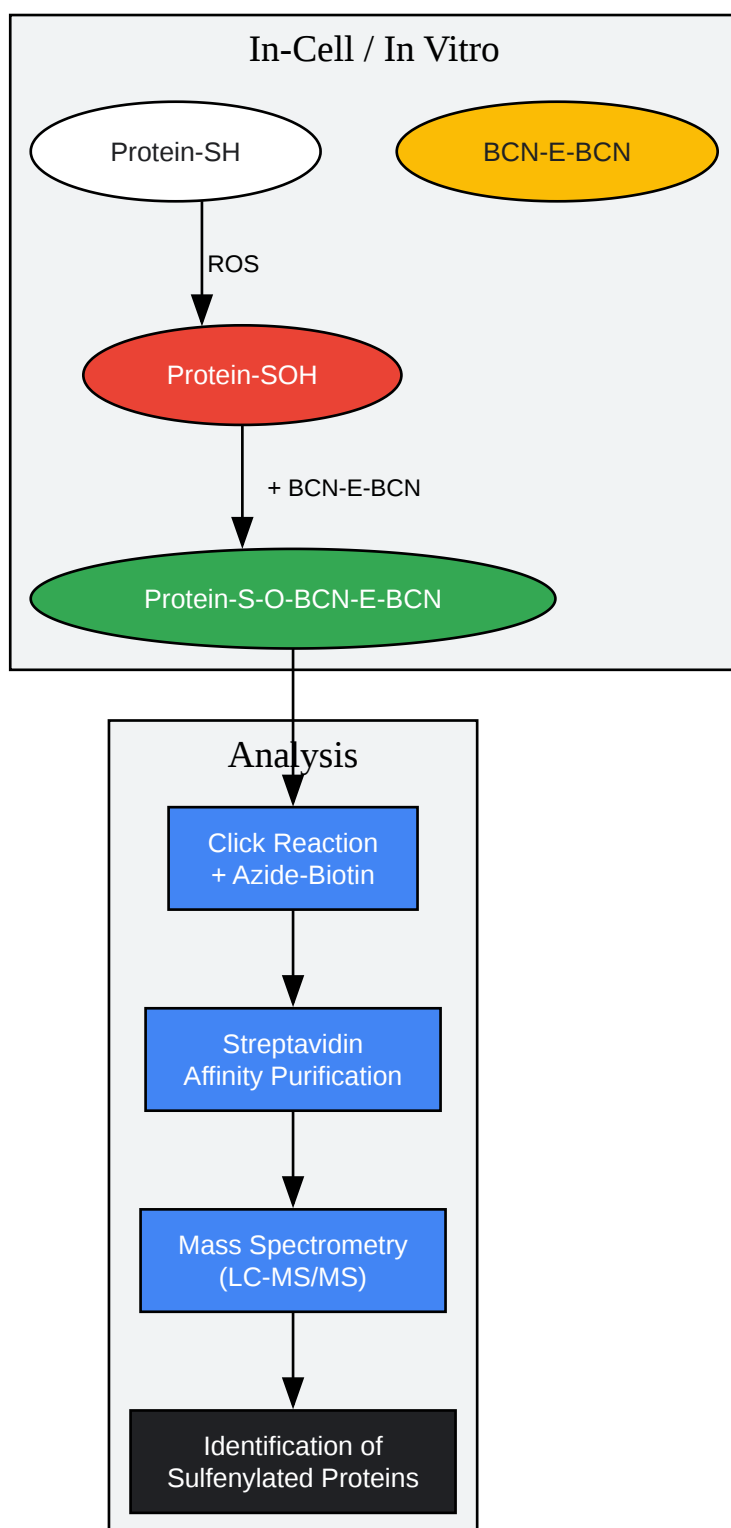 In-Cell / In Vitro
Protein-SH
BCN-E-BCN
ROS
Protein-SOH
+ BCN-E-BCN
Protein-S-O-BCN-E-BCN
Analysis
Click Reaction
+ Azide-Biotin
Streptavidin
Affinity Purification
Mass Spectrometry
(LC-MS/MS)
Identification of
Sulfenylated Proteins